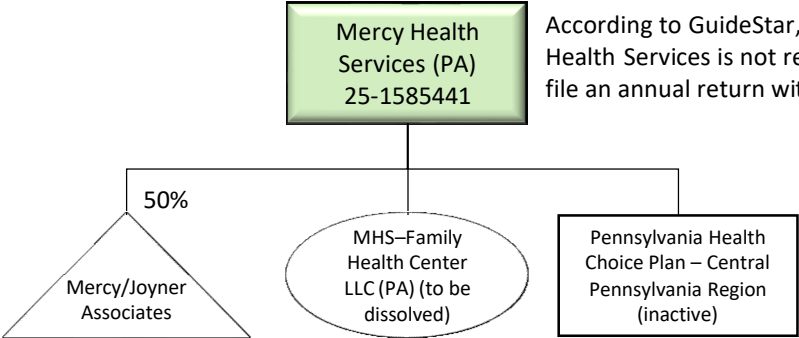 Mercy Health
Services (PA)
25-1585441
According to GuideStar,
Health Services is not re
file an annual return wit
50%
Mercy/Joyner
Associates
MHS–Family
Health Center
LLC (PA) (to be
dissolved)
Pennsylvania Health
Choice Plan – Central
Pennsylvania Region
(inactive)